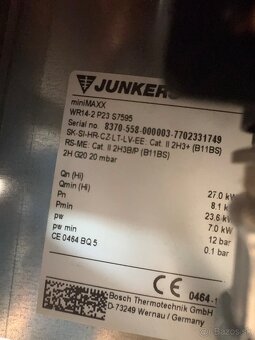 JUNKERS
miniMAXX
WR14-2 P23 S7595
Serial No: 8370-558-000003-7702331749
SK-SI-HR-CZ-LT-LV-EE: Cat. II 2H3+ (B11BS)
RS-ME: Cat. II 2H3B/P (B11BS)
2H G20 20 mbar
Qn (Hi) 27.0 kW
Qmin (Hi) 8.1 k
Pn 23.6 kW
Pmin 7.0 kW
pw 12 bar
pw min 0.1 bar
CE 0464 BQ 5
CE 0464-1
Bosch Thermotechnik GmbH
D-73249 Wernau / Germany